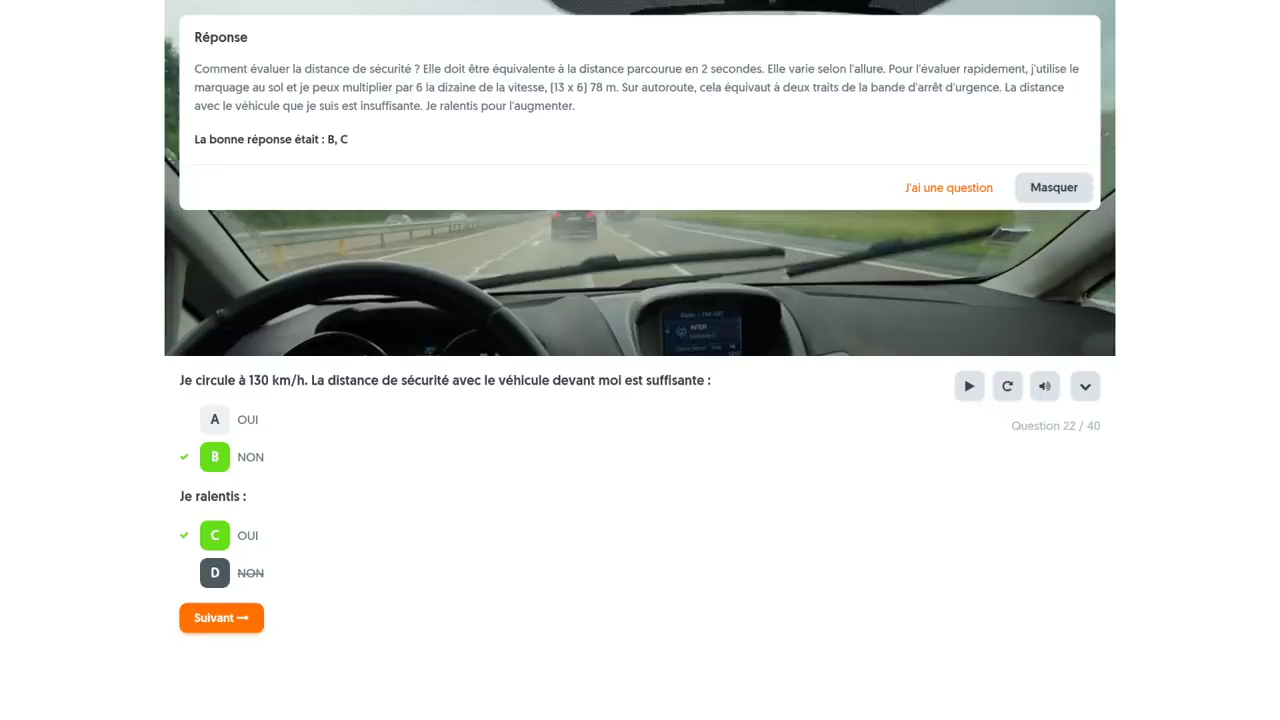 Réponse
Comment évaluer la distance de sécurité ? Elle doit être équivalente à la distance parcourue en 2 secondes. Elle varie selon l'allure. Pour l'évaluer rapidement, j'utilise le
marquage au sol et je peux multiplier par 6 la dizaine de la vitesse, (13 x 6) 78 m. Sur autoroute, cela équivaut à deux traits de la bande d'arrêt d'urgence. La distance
avec le véhicule que je suis est insuffisante. Je ralentis pour l'augmenter.
La bonne réponse était : B, C
J'ai une question
Masquer
INTER
Je circule à 130 km/h. La distance de sécurité avec le véhicule devant moi est suffisante :
A OUI
B NON
Question 22 / 40
Je ralentis :
C OUI
D NON
Suivant →